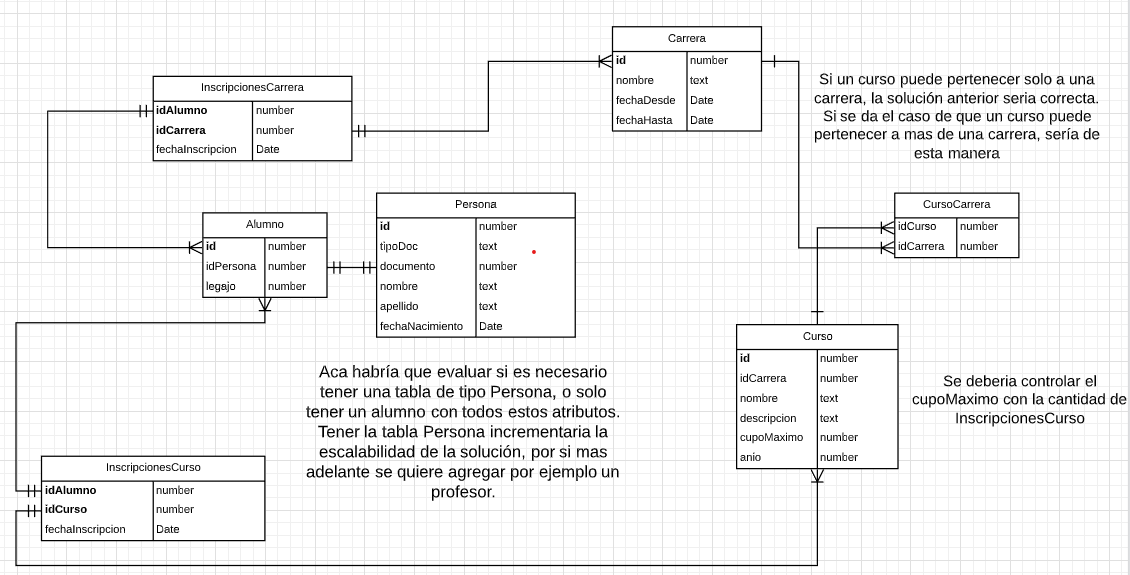 Carrera
id number
nombre text
fechaDesde Date
fechaHasta Date
InscripcionesCarrera
idAlumno number
idCarrera number
fechaInscripcion Date
Si un curso puede pertenecer solo a una
carrera, la solución anterior seria correcta.
Si se da el caso de que un curso puede
pertenecer a mas de una carrera, sería de
esta manera
Alumno
id number
idPersona number
legajo number
Persona
id number
tipoDoc text
documento number
nombre text
apellido text
fechaNacimiento Date
CursoCarrera
idCurso number
idCarrera number
Aca habría que evaluar si es necesario
tener una tabla de tipo Persona, o solo
tener un alumno con todos estos atributos.
Tener la tabla Persona incrementaria la
escalabilidad de la solución, por si mas
adelante se quiere agregar por ejemplo un
profesor.
Curso
id number
idCarrera number
nombre text
descripcion text
cupoMaximo number
anio number
Se deberia controlar el
cupoMaximo con la cantidad de
InscripcionesCurso
InscripcionesCurso
idAlumno number
idCurso number
fechaInscripcion Date